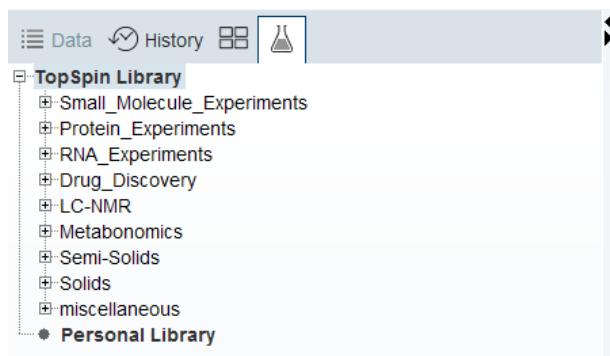 Data History
TopSpin Library
Small_Molecule_Experiments
Protein_Experiments
RNA_Experiments
Drug_Discovery
LC-NMR
Metabonomics
Semi-Solids
Solids
miscellaneous
Personal Library